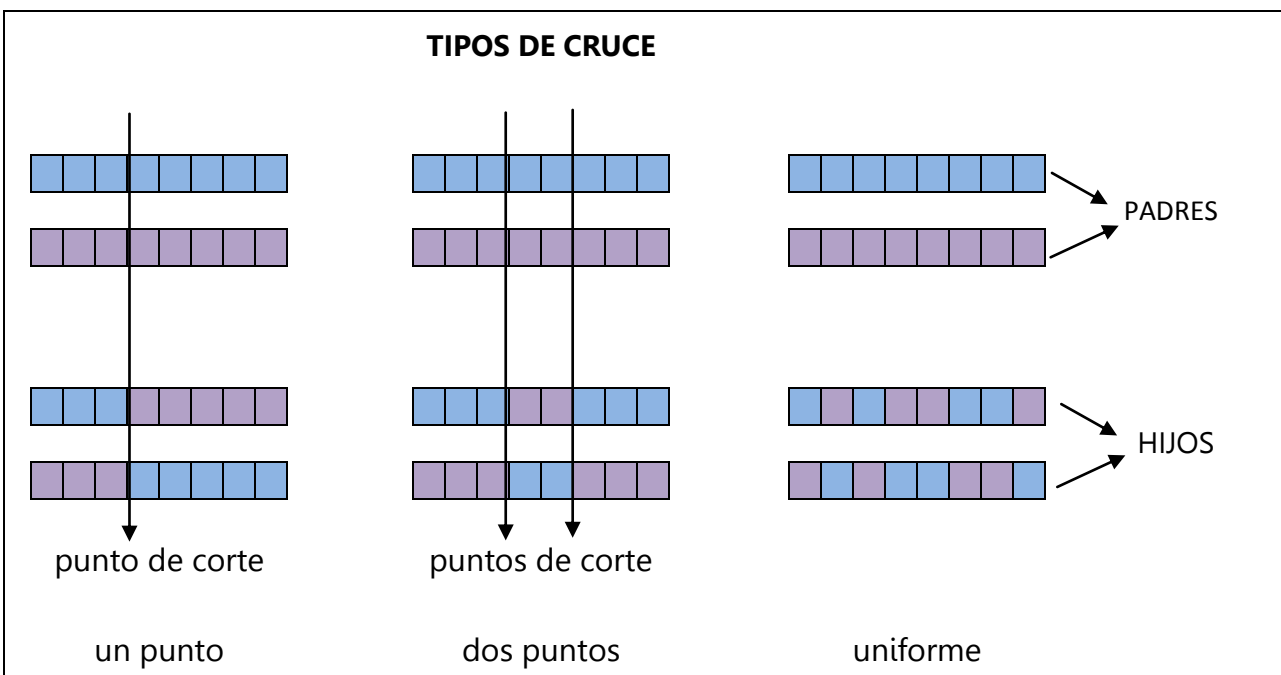 TIPOS DE CRUCE
PADRES
HIJOS
punto de corte
puntos de corte
un punto
dos puntos
uniforme